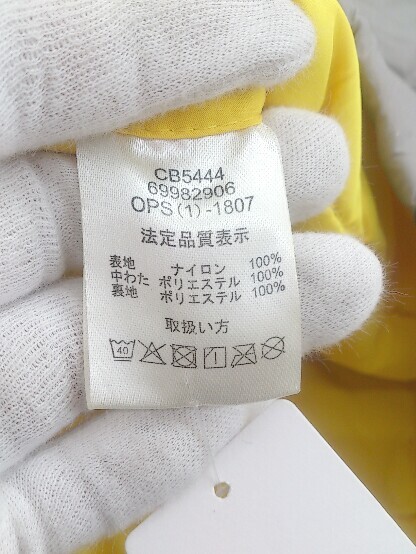 CB5444
69982906
OPS(1)-1807
法定品質表示
表地 ナイロン 100%
中わた ポリエステル 100%
裏地 ポリエステル 100%
取扱い方
40